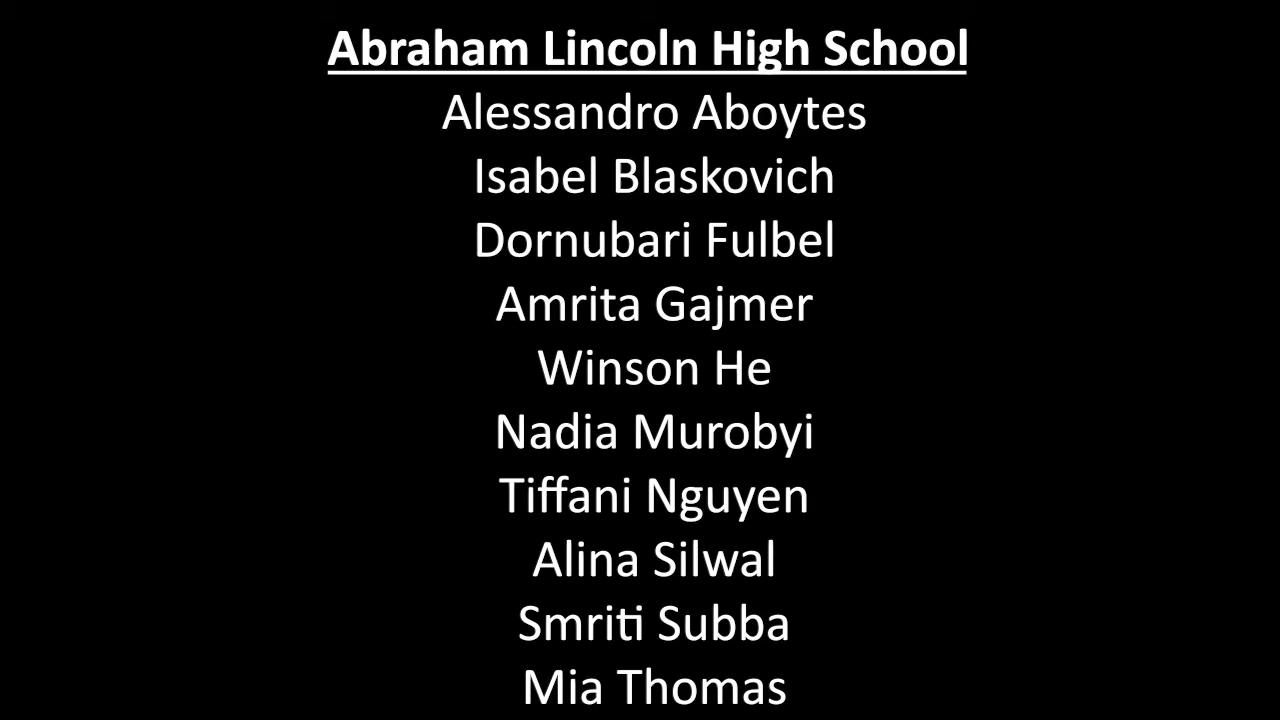 Abraham Lincoln High School
Alessandro Aboytes
Isabel Blaskovich
Dornubari Fulbel
Amrita Gajmer
Winson He
Nadia Murobyi
Tiffani Nguyen
Alina Silwal
Smriti Subba
Mia Thomas